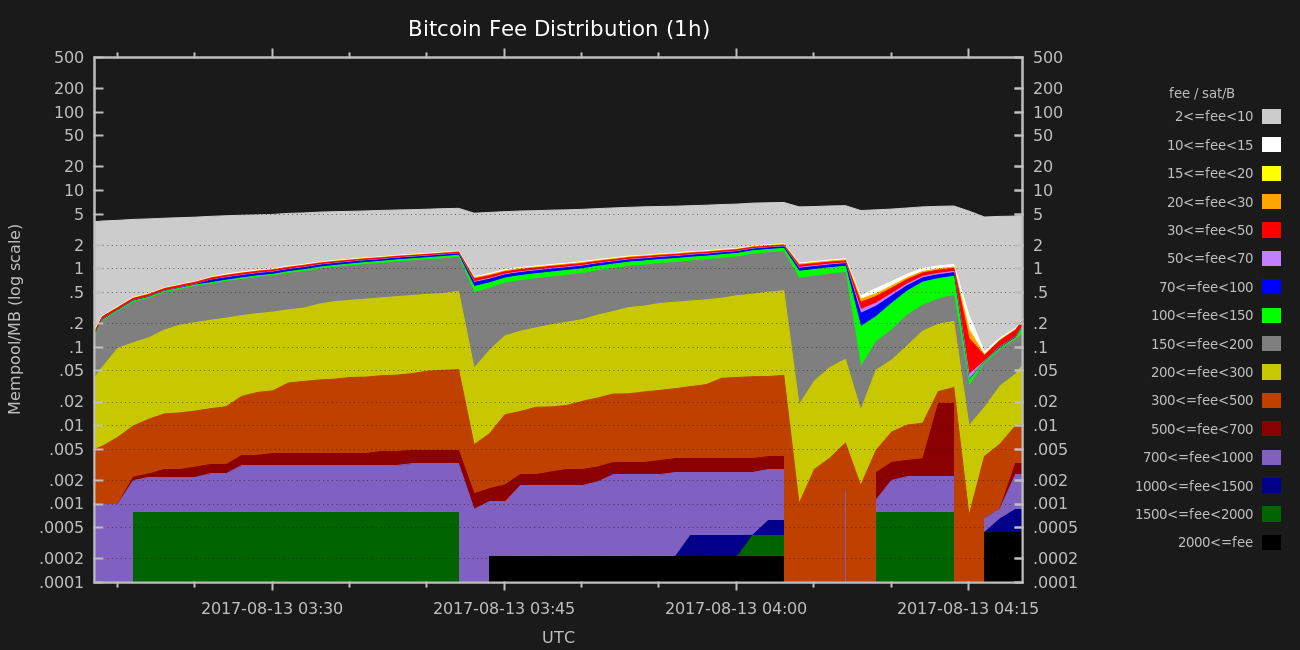 Bitcoin Fee Distribution (1h)
500 500
200 200
100 100
50 50
20 20
10 10
5 5
2 2
1 1
.5 .5
.2 .2
.1 .1
.05 .05
.02 .02
.01 .01
.005 .005
.002 .002
.001 .001
.0005 .0005
.0002 .0002
.0001 .0001
Mempool/MB (log scale)
2017-08-13 03:30 2017-08-13 03:45 2017-08-13 04:00 2017-08-13 04:15
UTC
fee / sat/B
2<=fee<10
10<=fee<15
15<=fee<20
20<=fee<30
30<=fee<50
50<=fee<70
70<=fee<100
100<=fee<150
150<=fee<200
200<=fee<300
300<=fee<500
500<=fee<700
700<=fee<1000
1000<=fee<1500
1500<=fee<2000
2000<=fee